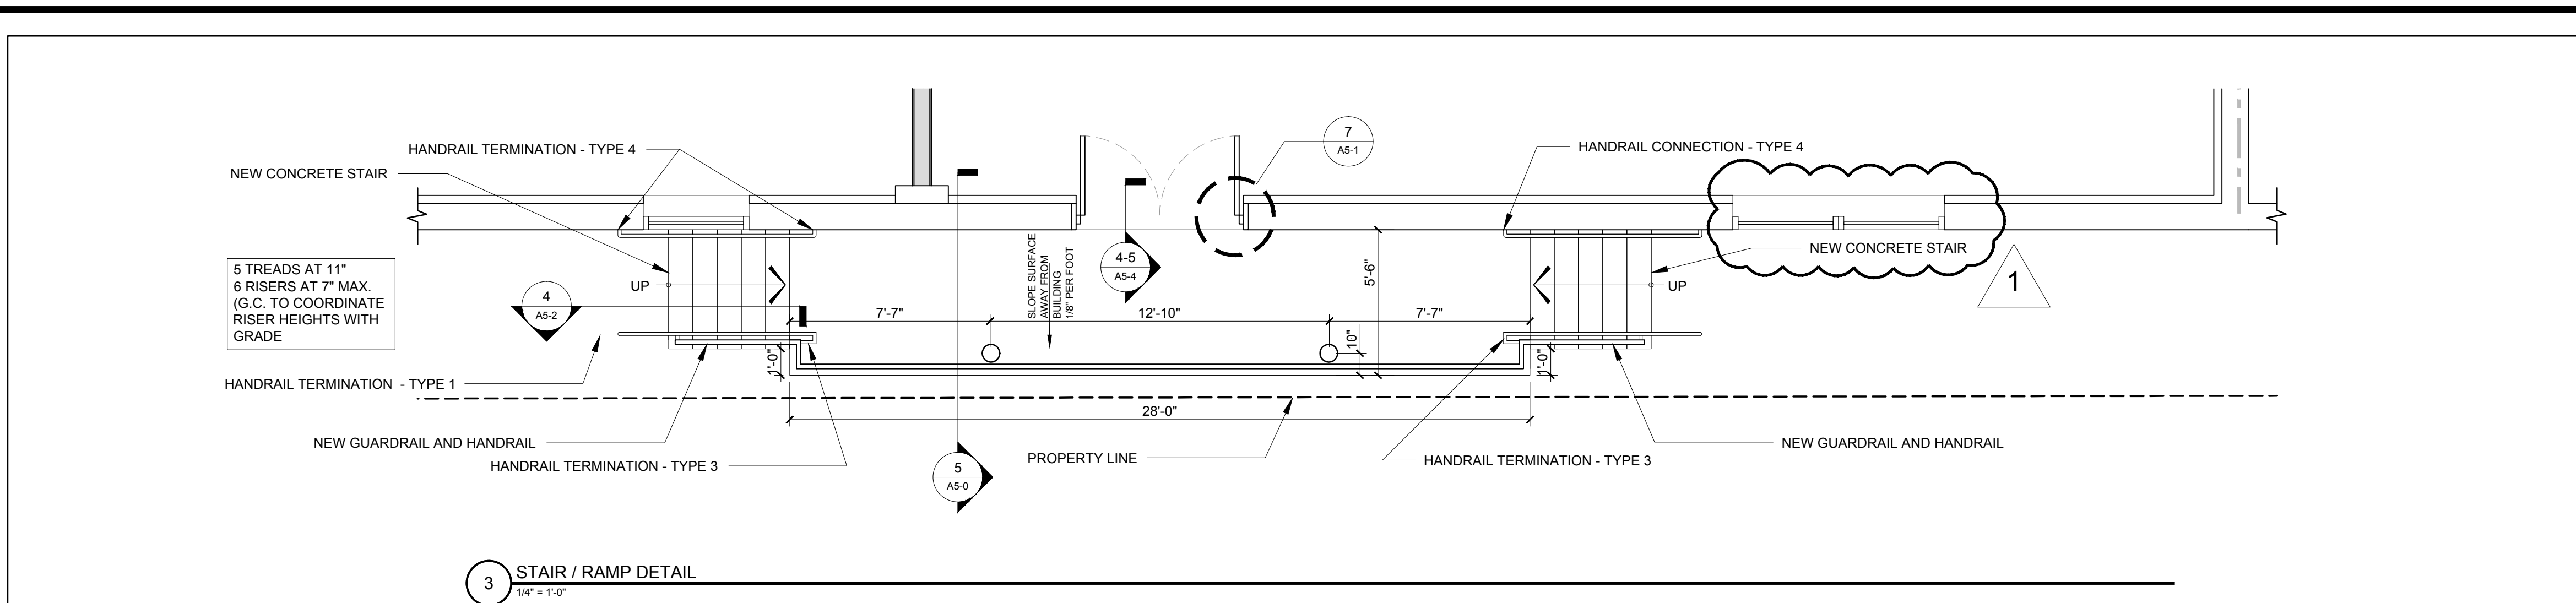 HANDRAIL TERMINATION - TYPE 4
NEW CONCRETE STAIR
5 TREADS AT 11"
6 RISERS AT 7" MAX.
(G.C. TO COORDINATE
RISER HEIGHTS WITH
GRADE
UP
4
A5-2
HANDRAIL TERMINATION - TYPE 1
NEW GUARDRAIL AND HANDRAIL
HANDRAIL TERMINATION - TYPE 3
1'-0"
7'-7"
12'-10"
7'-7"
SLOPE SURFACE
AWAY FROM
BUILDING
1/8" PER FOOT
4-5
A5-4
7
A5-1
5'-6"
10"
1'-0"
28'-0"
5
A5-0
PROPERTY LINE
HANDRAIL CONNECTION - TYPE 4
NEW CONCRETE STAIR
UP
1
NEW GUARDRAIL AND HANDRAIL
HANDRAIL TERMINATION - TYPE 3
3
STAIR / RAMP DETAIL
1/4" = 1'-0"